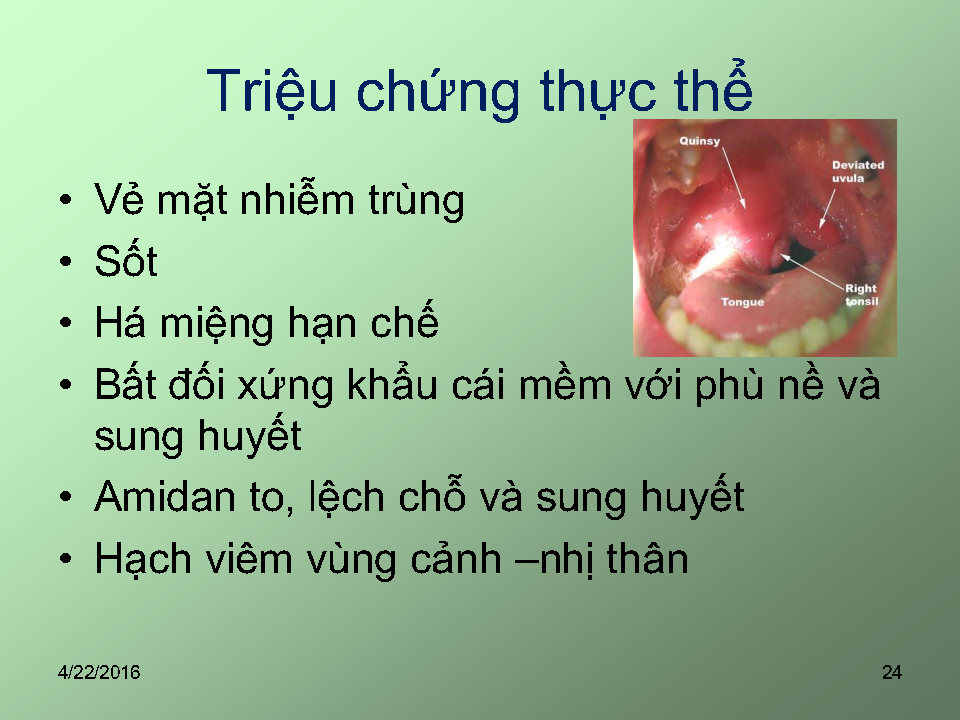 Triệu chứng thực thể
Quinsy
Deviated
uvula
Right
tonsil
Tongue
• Vẻ mặt nhiễm trùng
• Sốt
• Há miệng hạn chế
• Bất đối xứng khẩu cái mềm với phù nề và
sung huyết
• Amidan to, lệch chỗ và sung huyết
• Hạch viêm vùng cảnh –nhị thân
4/22/2016
24